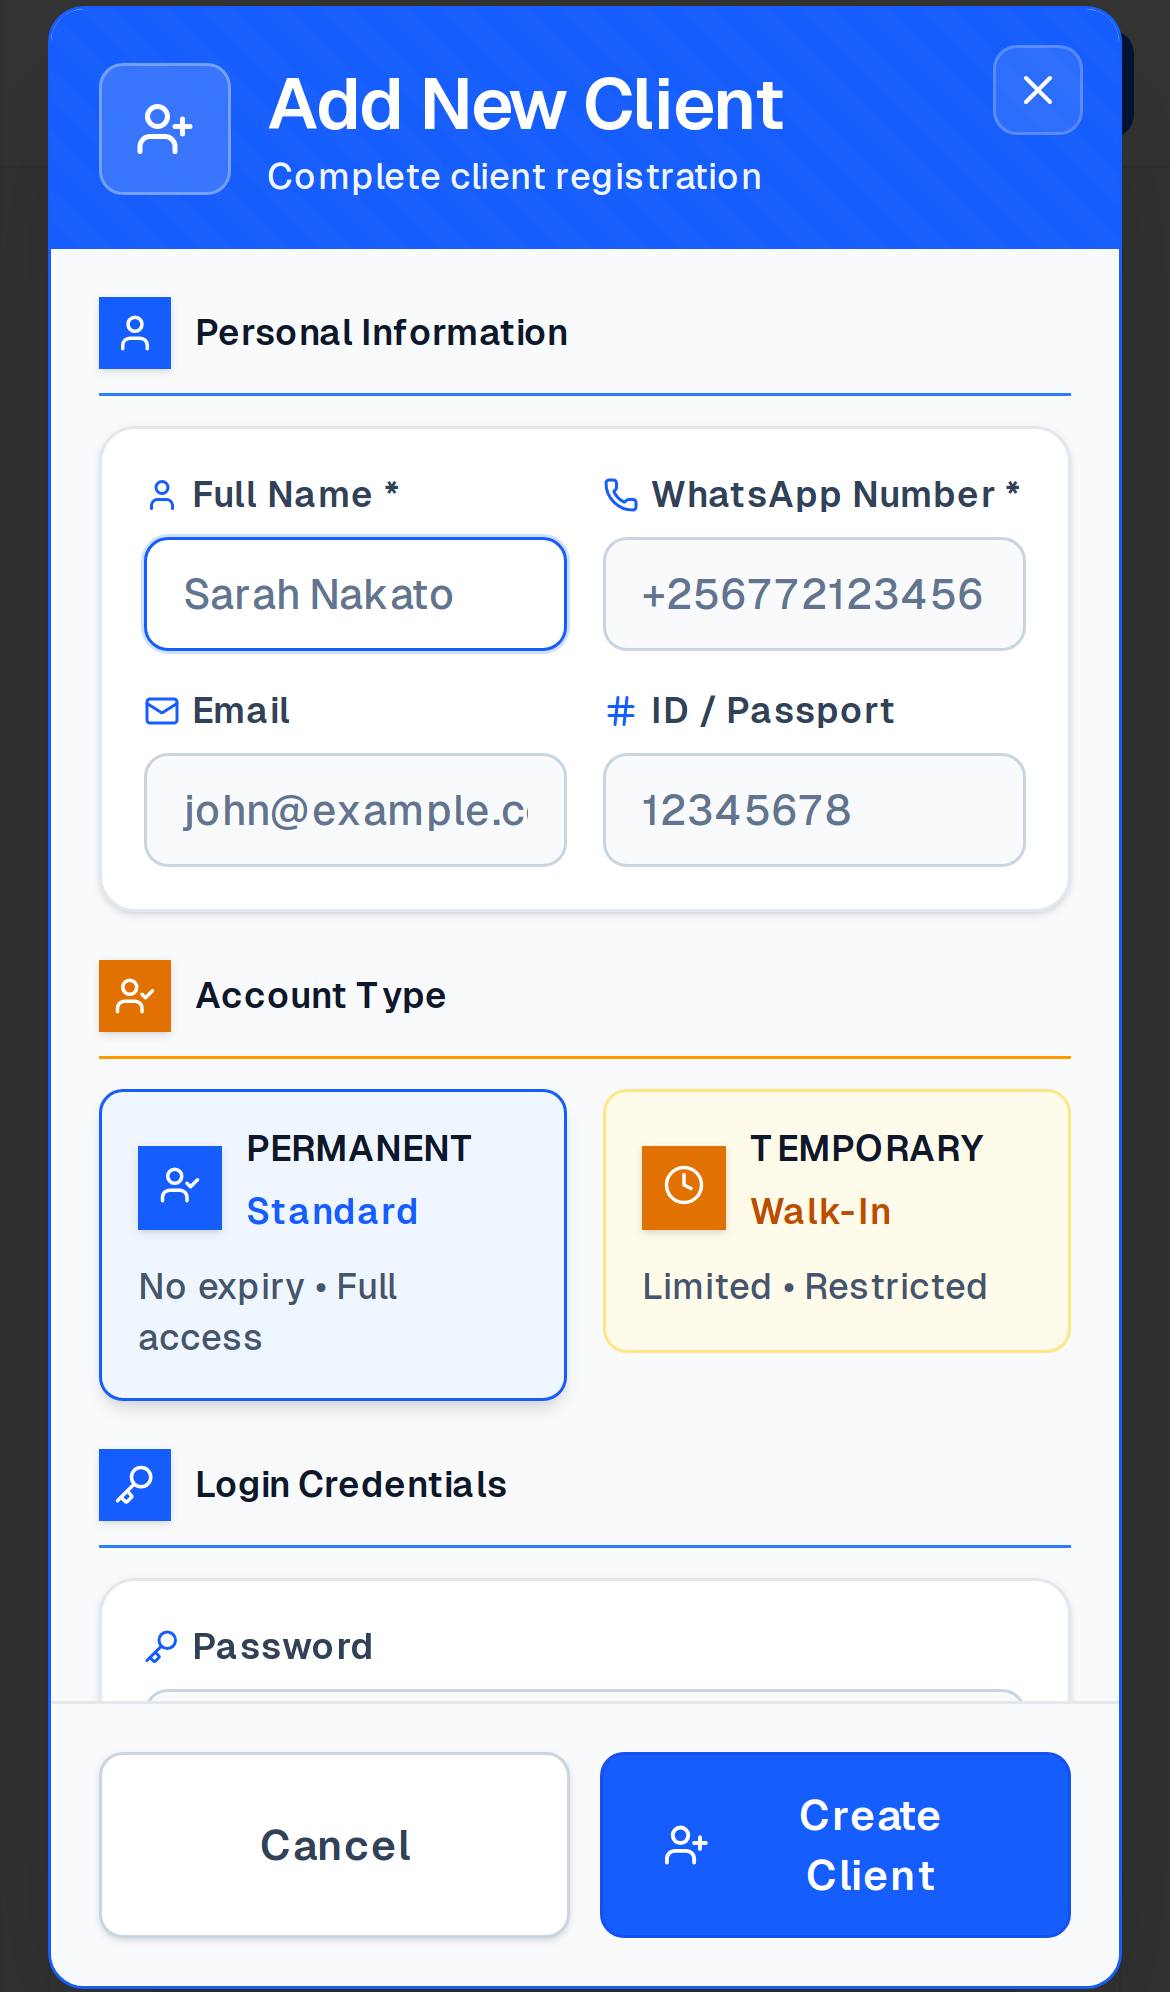 Add New Client
Complete client registration
Personal Information
Full Name *
WhatsApp Number *
Sarah Nakato
+256772123456
Email
ID / Passport
john@example.c
12345678
Account Type
PERMANENT
Standard
No expiry • Full
access
TEMPORARY
Walk-In
Limited • Restricted
Login Credentials
Password
Cancel
Create
Client